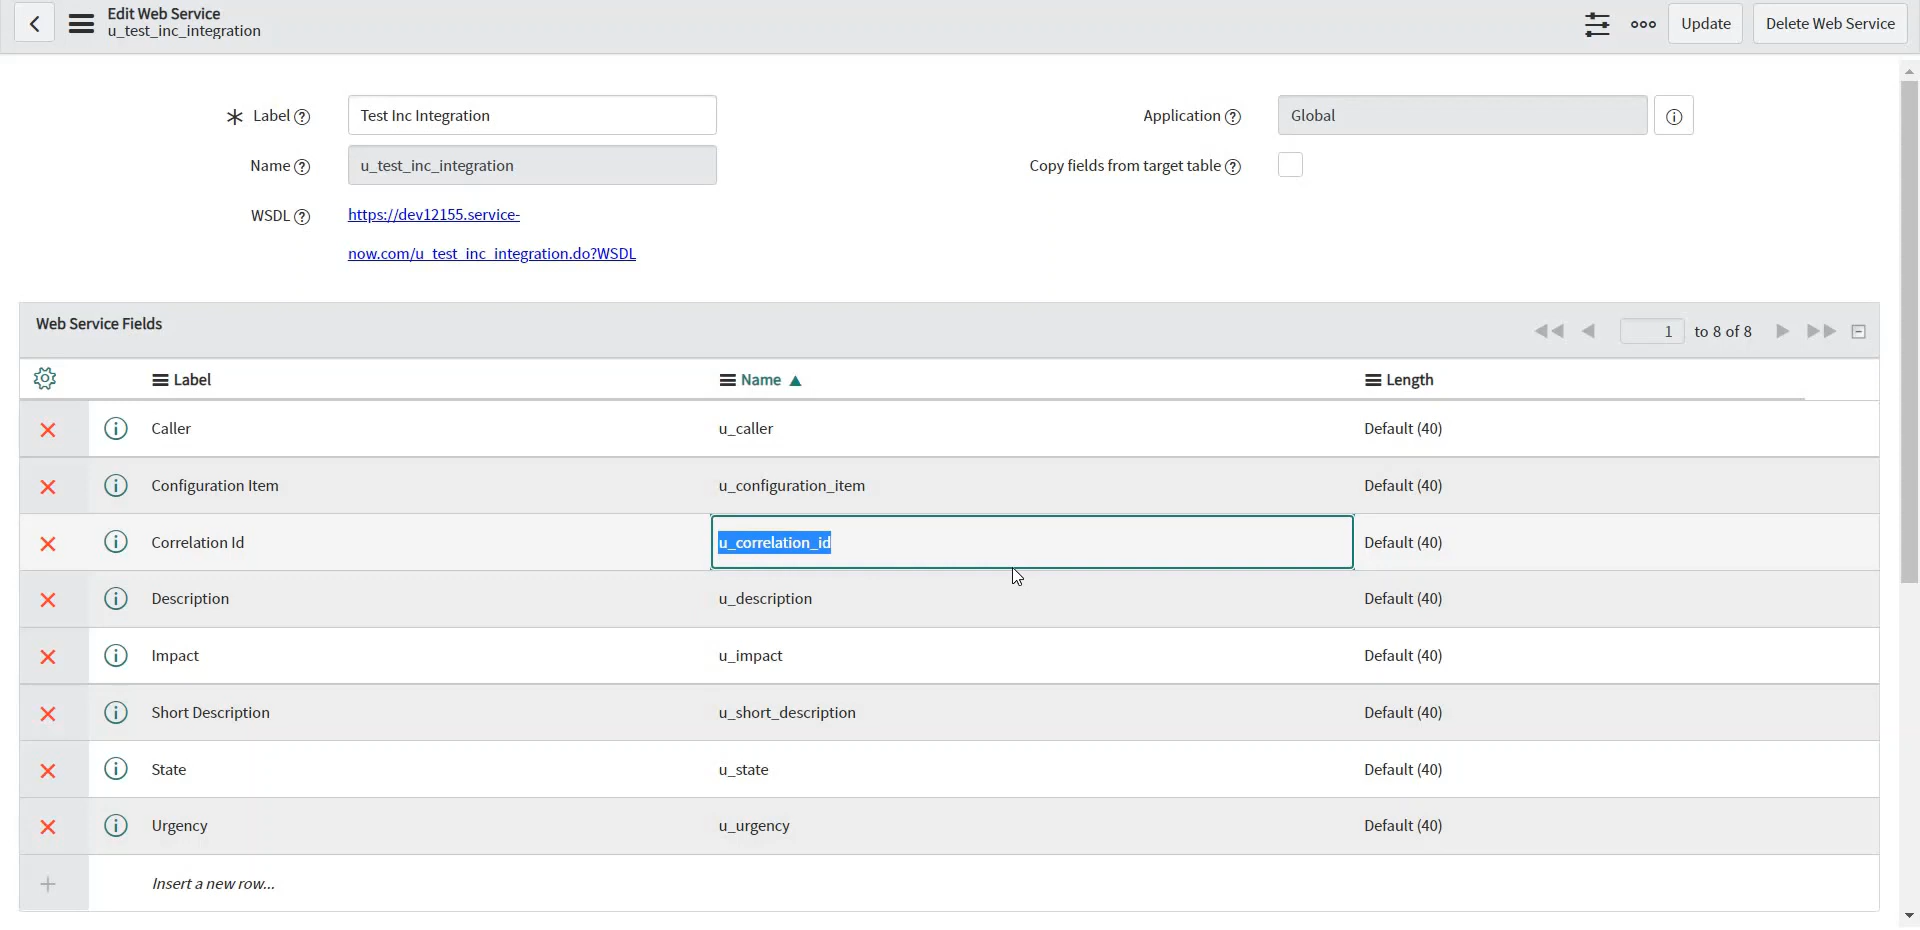 Edit Web Service
u_test_inc_integration
Update
Delete Web Service
Label
Test Inc Integration
Application
Global
Name
u_test_inc_integration
Copy fields from target table
WSDL
https://dev12155.service-
now.com/u_test_inc_integration.do?WSDL
Web Service Fields
1 to 8 of 8
Label Name Length
Caller u_caller Default (40)
Configuration Item u_configuration_item Default (40)
Correlation Id u_correlation_id Default (40)
Description u_description Default (40)
Impact u_impact Default (40)
Short Description u_short_description Default (40)
State u_state Default (40)
Urgency u_urgency Default (40)
Insert a new row...